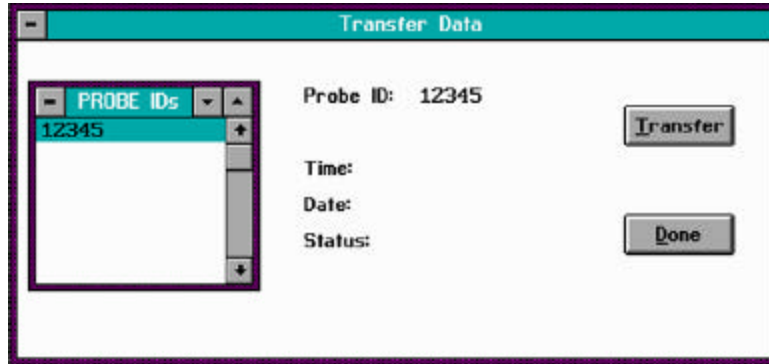 Transfer Data
PROBE IDs
12345
Probe ID: 12345
Time:
Date:
Status:
Transfer
Done